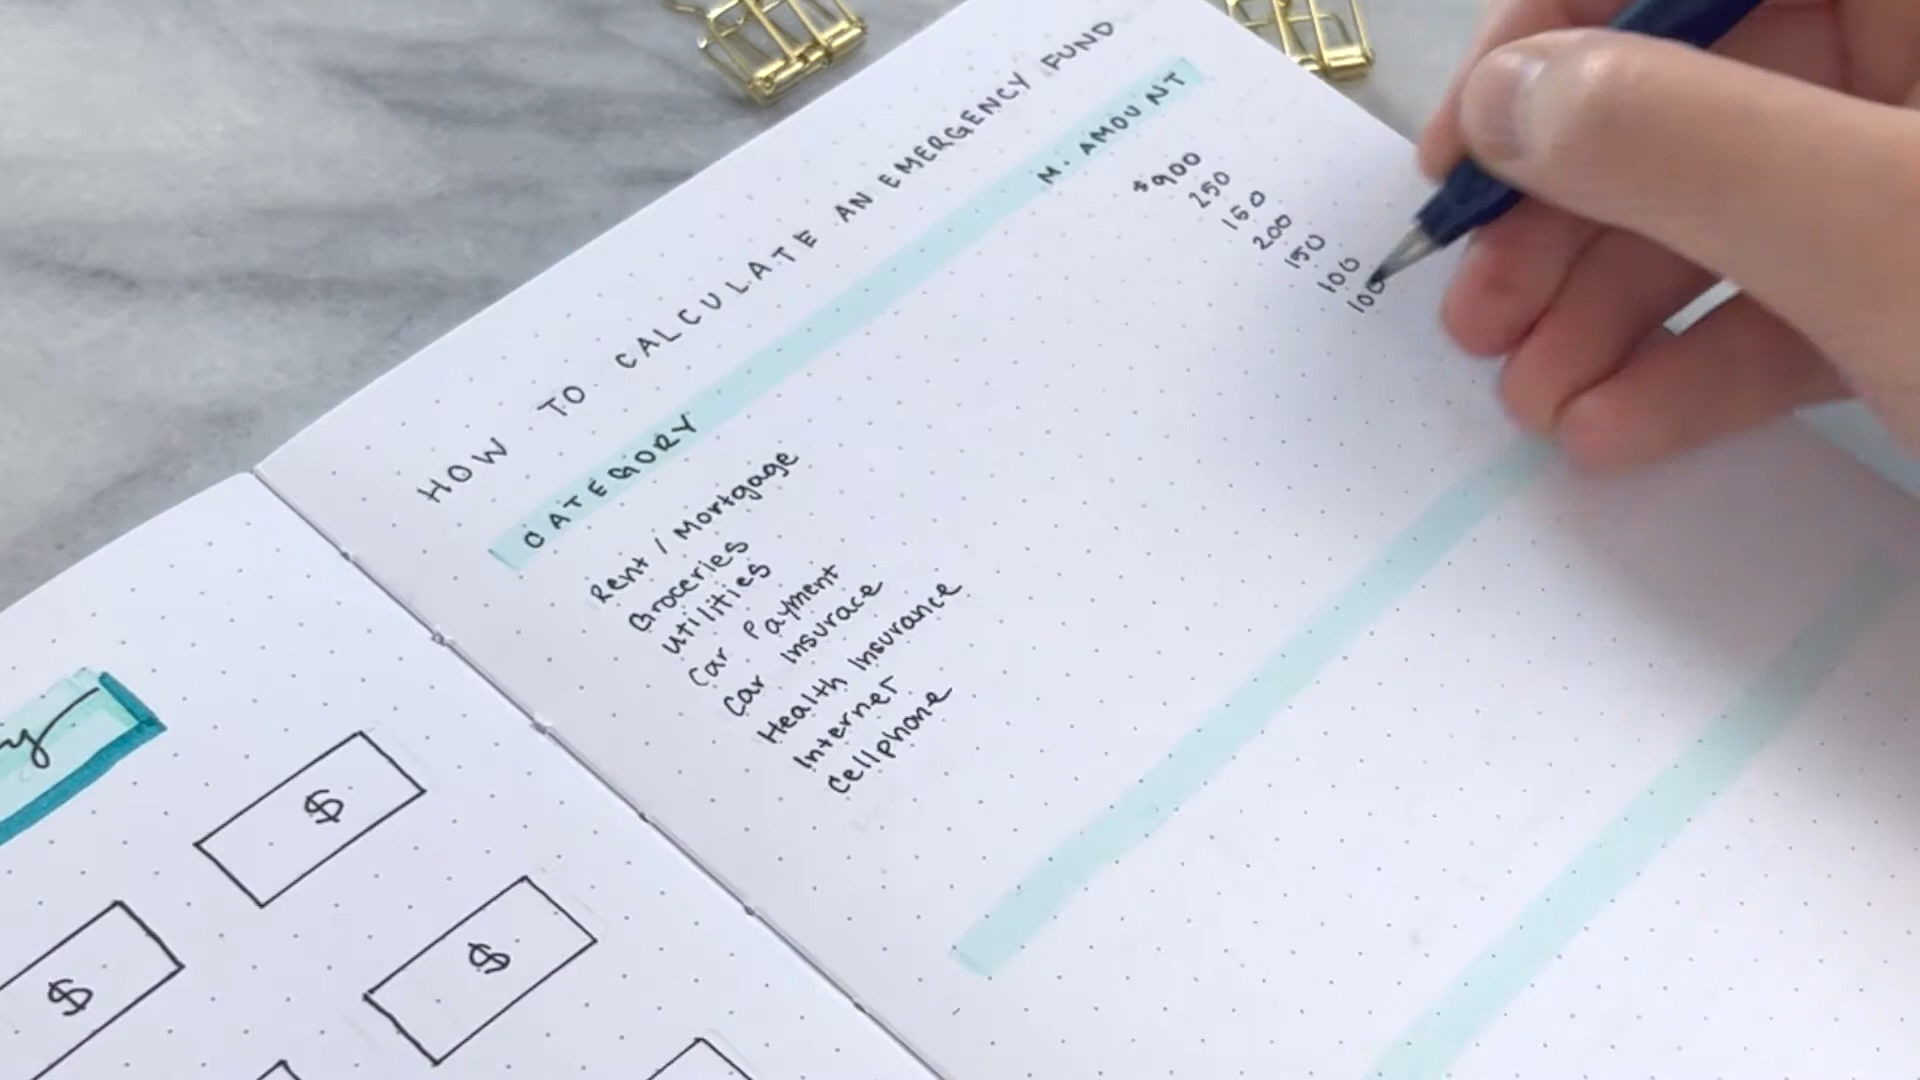 HOW TO CALCULATE AN EMERGENCY FUND
CATEGORY M. AMOUNT
Rent / Mortgage $900
Groceries 250
Utilities 150
Car Payment 200
Car Insurace 150
Health Insurance 100
Internet 100
Cellphone
y
$
$
$